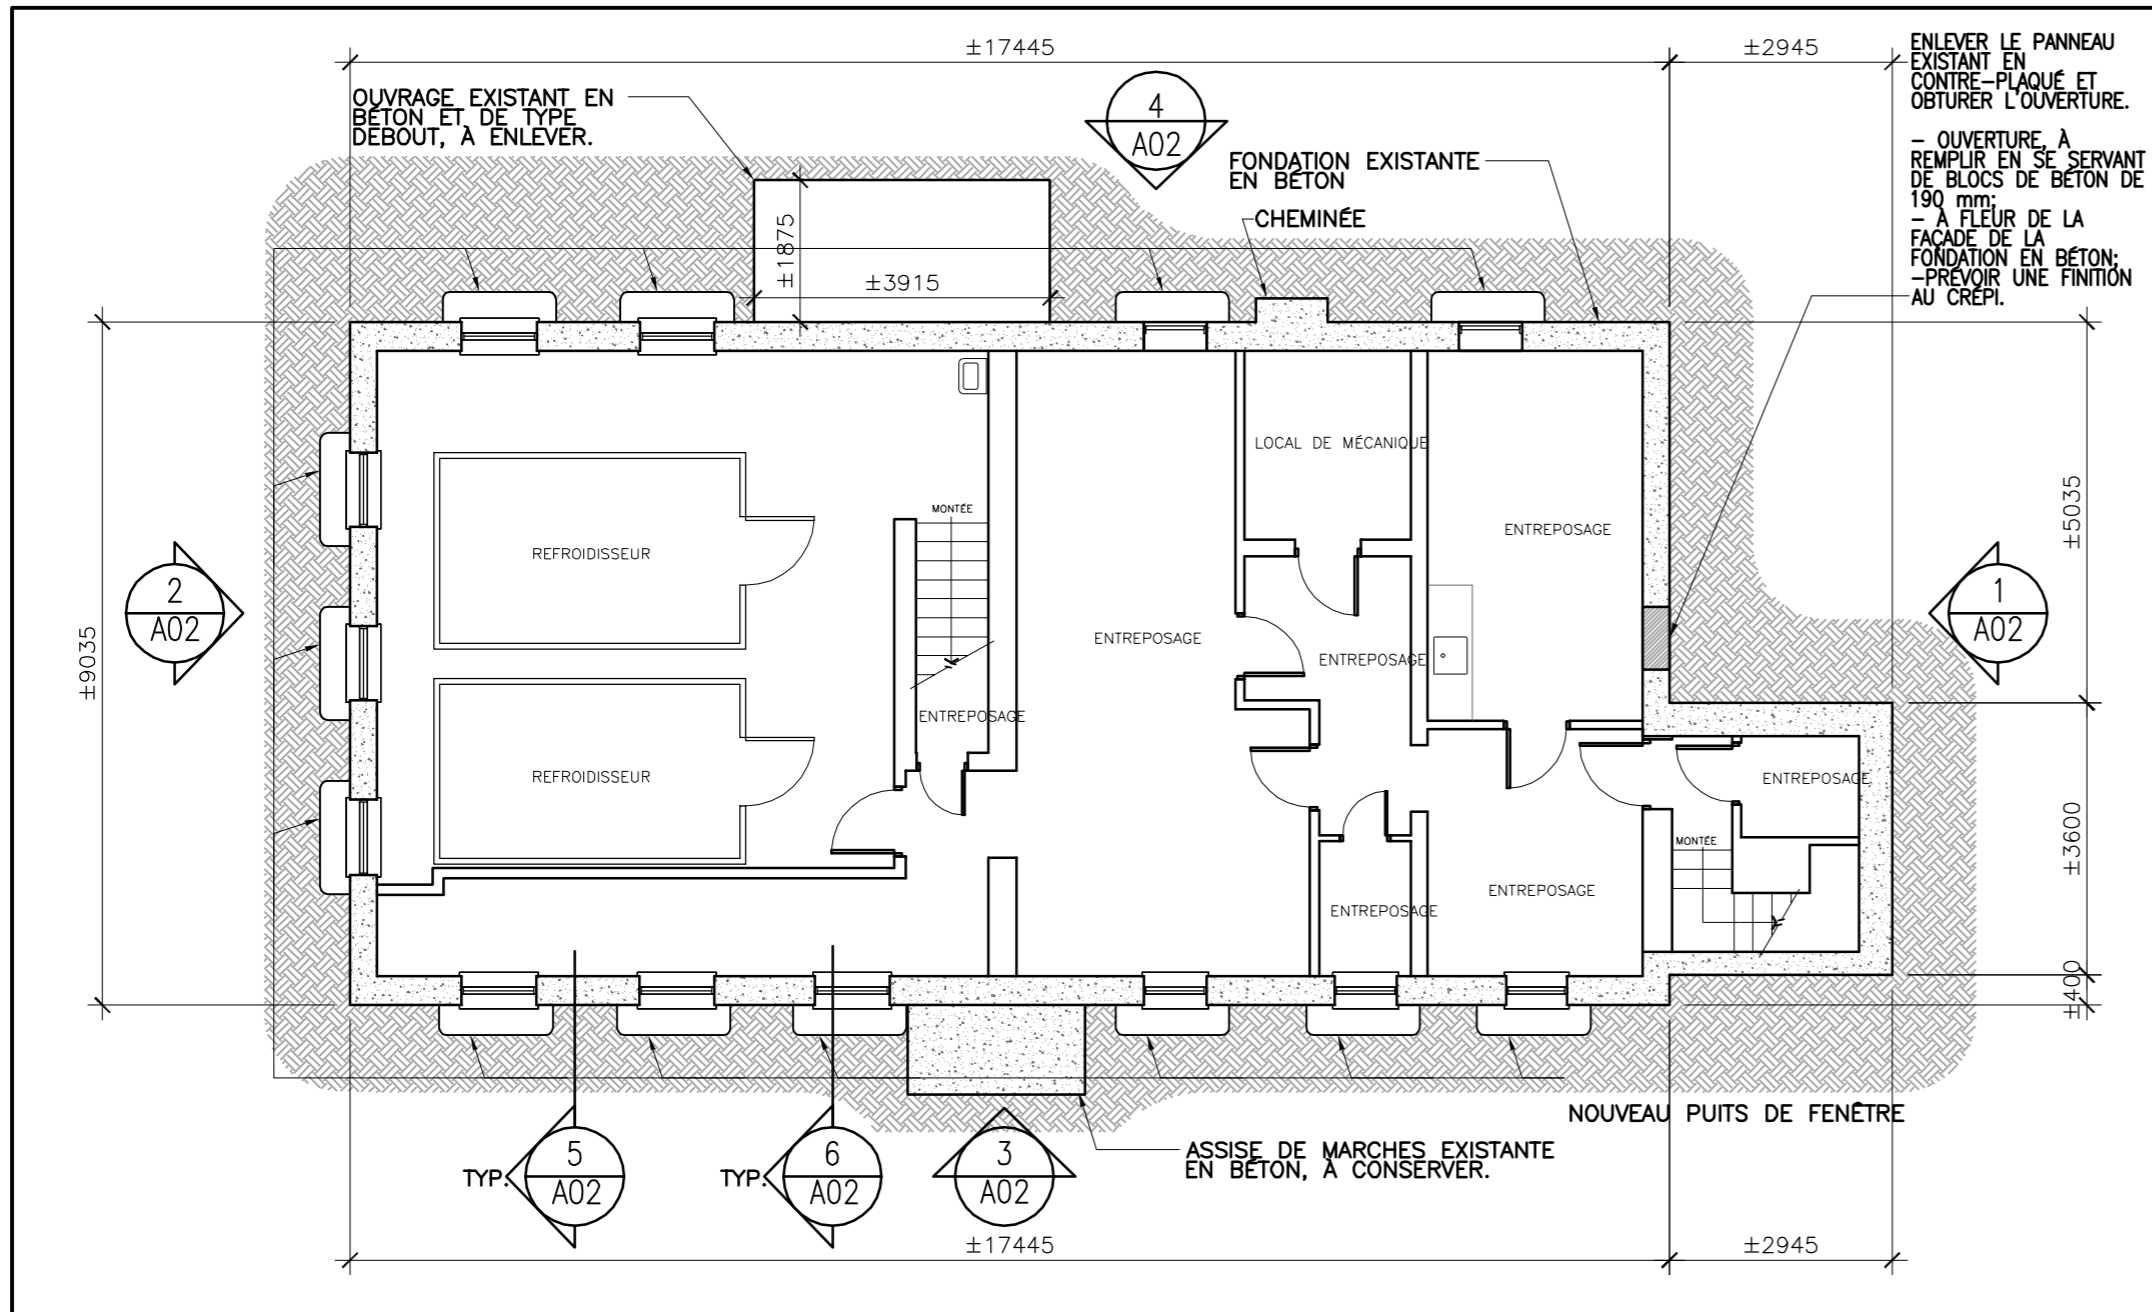 ±17445
±2945
ENLEVER LE PANNEAU
EXISTANT EN
CONTRE-PLAQUÉ ET
OBTURER L'OUVERTURE.
- OUVERTURE, À
REMPLIR EN SE SERVANT
DE BLOCS DE BÉTON DE
190 mm;
- À FLEUR DE LA
FAÇADE DE LA
FONDATION EN BÉTON;
-PRÉVOIR UNE FINITION
AU CRÉPI.
OUVRAGE EXISTANT EN
BÉTON ET DE TYPE
DEBOUT, À ENLEVER.
4
A02
FONDATION EXISTANTE
EN BÉTON
CHEMINÉE
±1875
±3915
LOCAL DE MÉCANIQUE
MONTÉE
ENTREPOSAGE
REFROIDISSEUR
±5035
2
A02
1
A02
±9035
ENTREPOSAGE
ENTREPOSAGE
ENTREPOSAGE
REFROIDISSEUR
ENTREPOSAGE
MONTÉE
±3600
ENTREPOSAGE
ENTREPOSAGE
±400
NOUVEAU PUITS DE FENÊTRE
TYP.
5
A02
TYP.
6
A02
3
A02
ASSISE DE MARCHES EXISTANTE
EN BÉTON, À CONSERVER.
±17445
±2945